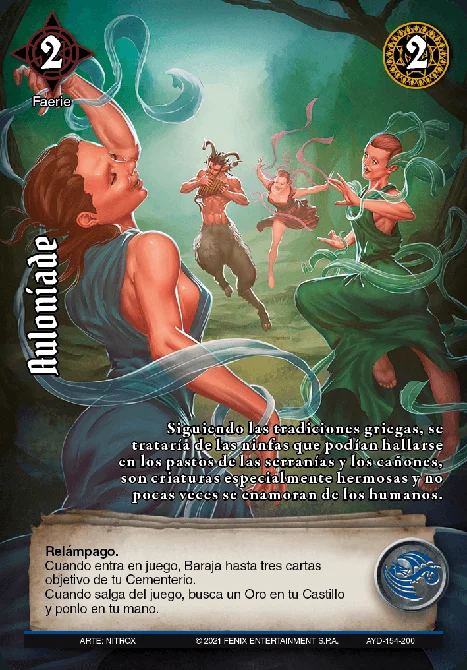 2
2
Faerie
Auloníade
Siguiendo las tradiciones griegas, se
trataría de las ninfas que podían hallarse
en los pastos de las serranías y los cañones,
son criaturas especialmente hermosas y no
pocas veces se enamoran de los humanos.
Relámpago.
Cuando entra en juego, Baraja hasta tres cartas
objetivo de tu Cementerio.
Cuando salga del juego, busca un Oro en tu Castillo
y ponlo en tu mano.
ARTE: NITROX © 2021 FENIX ENTERTAINMENT S.P.A. AYD-154-200